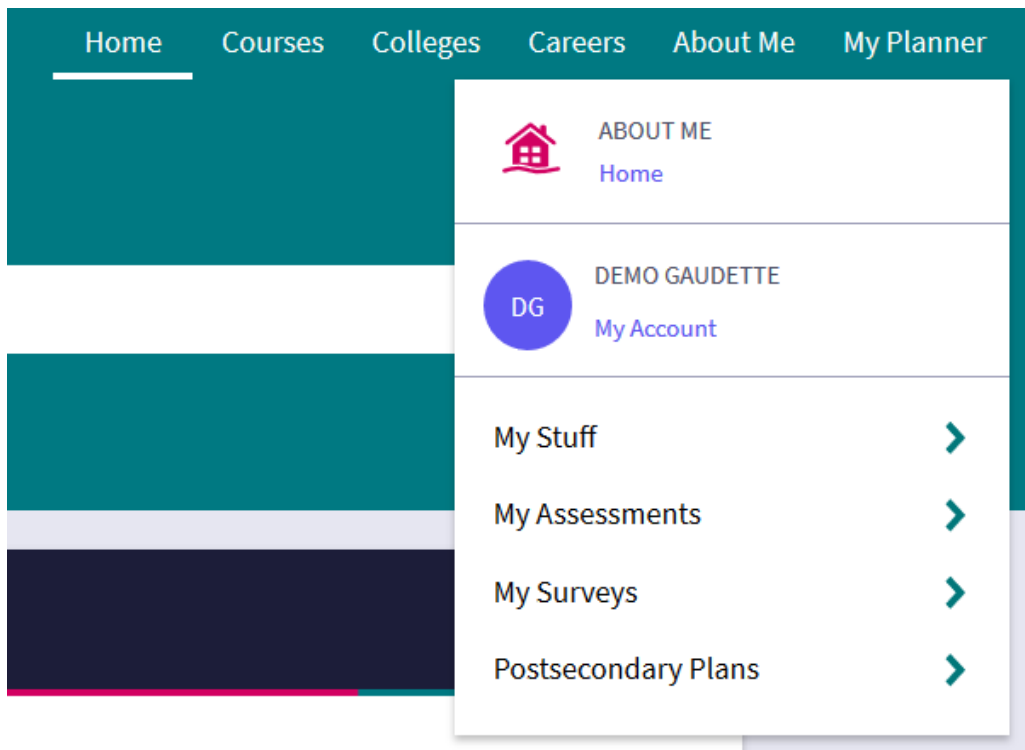 Home Courses Colleges Careers About Me My Planner
ABOUT ME
Home
DG
DEMO GAUDETTE
My Account
My Stuff
My Assessments
My Surveys
Postsecondary Plans